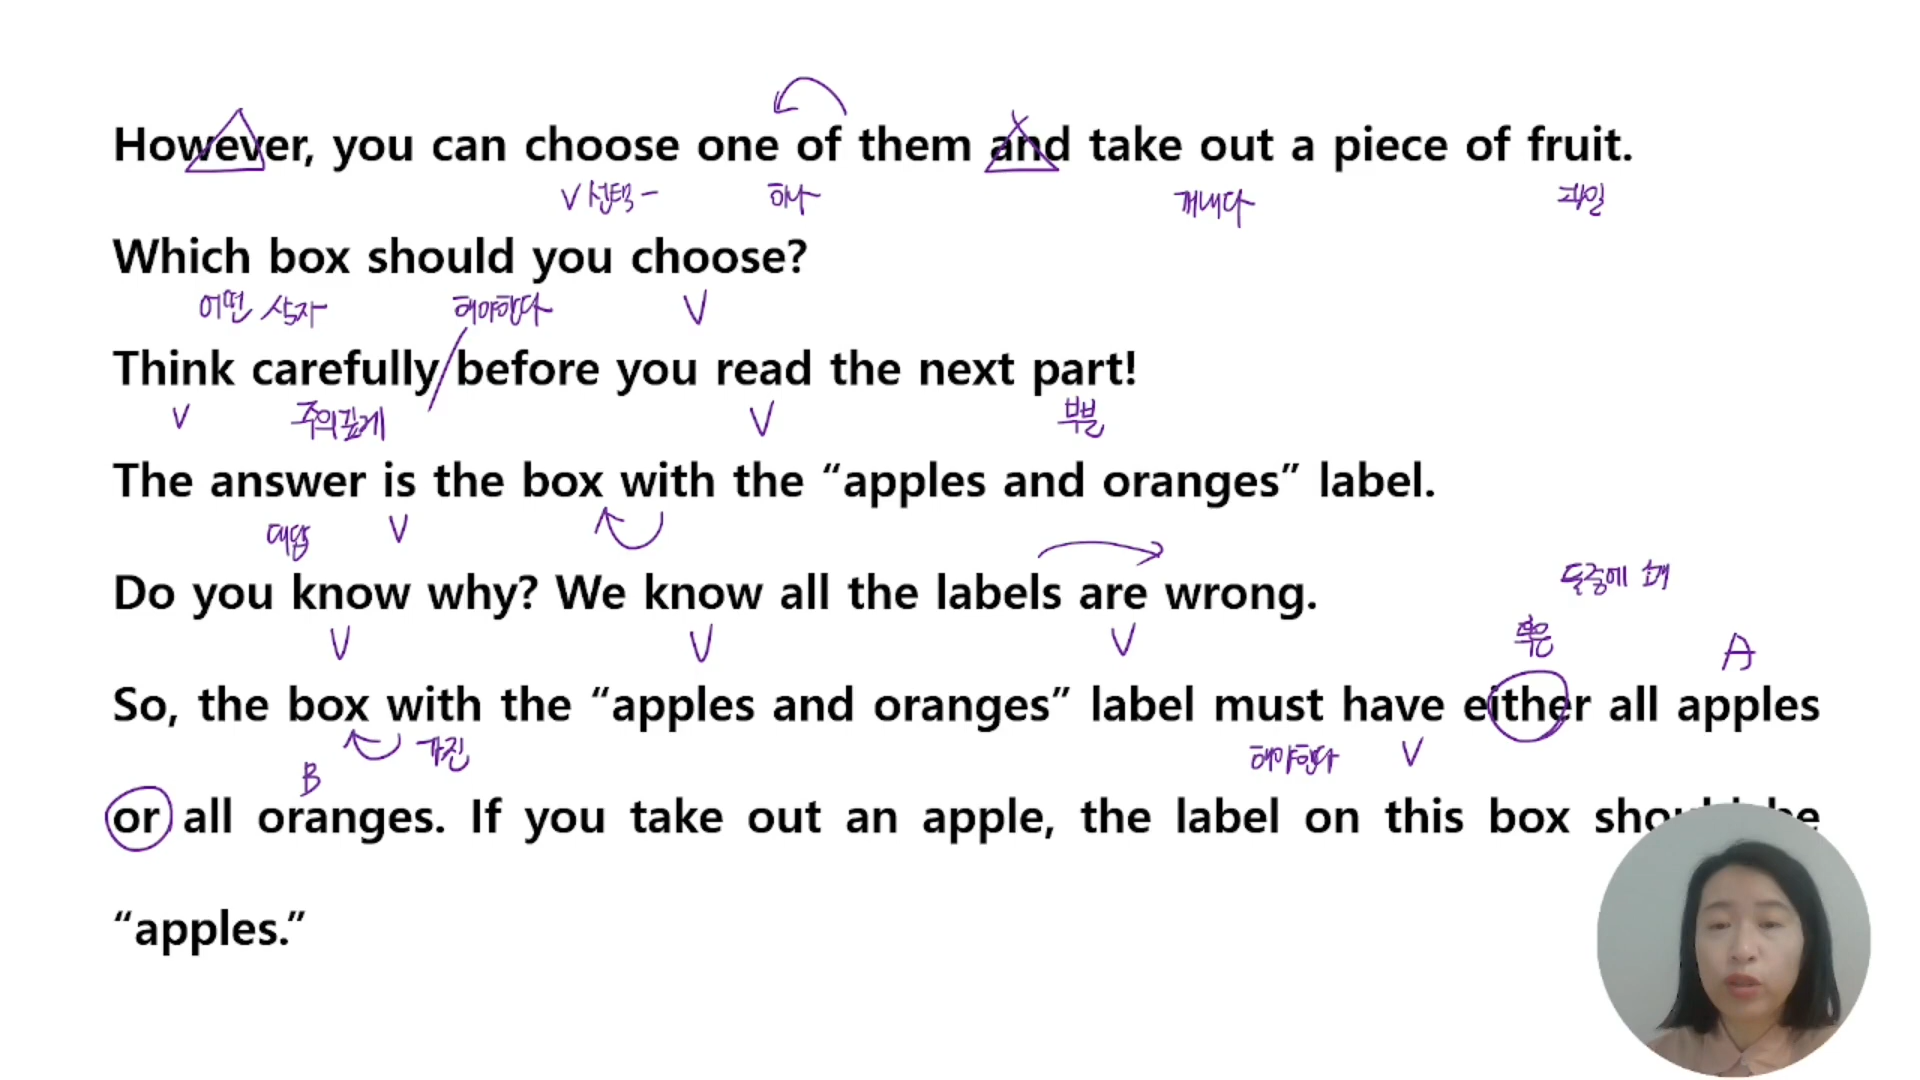 However, you can choose one of them and take out a piece of fruit.
V 선택 - 하나 꺼내다 과일
Which box should you choose?
어떤 상자 해야한다 V
Think carefully / before you read the next part!
V 주의깊게 V 부분
The answer is the box with the “apples and oranges” label.
대답 V
Do you know why? We know all the labels are wrong.
둘중에 하나
V V V 혹은 A
So, the box with the “apples and oranges” label must have either all apples
가진 해야한다 V
B
or all oranges. If you take out an apple, the label on this box should be
“apples.”